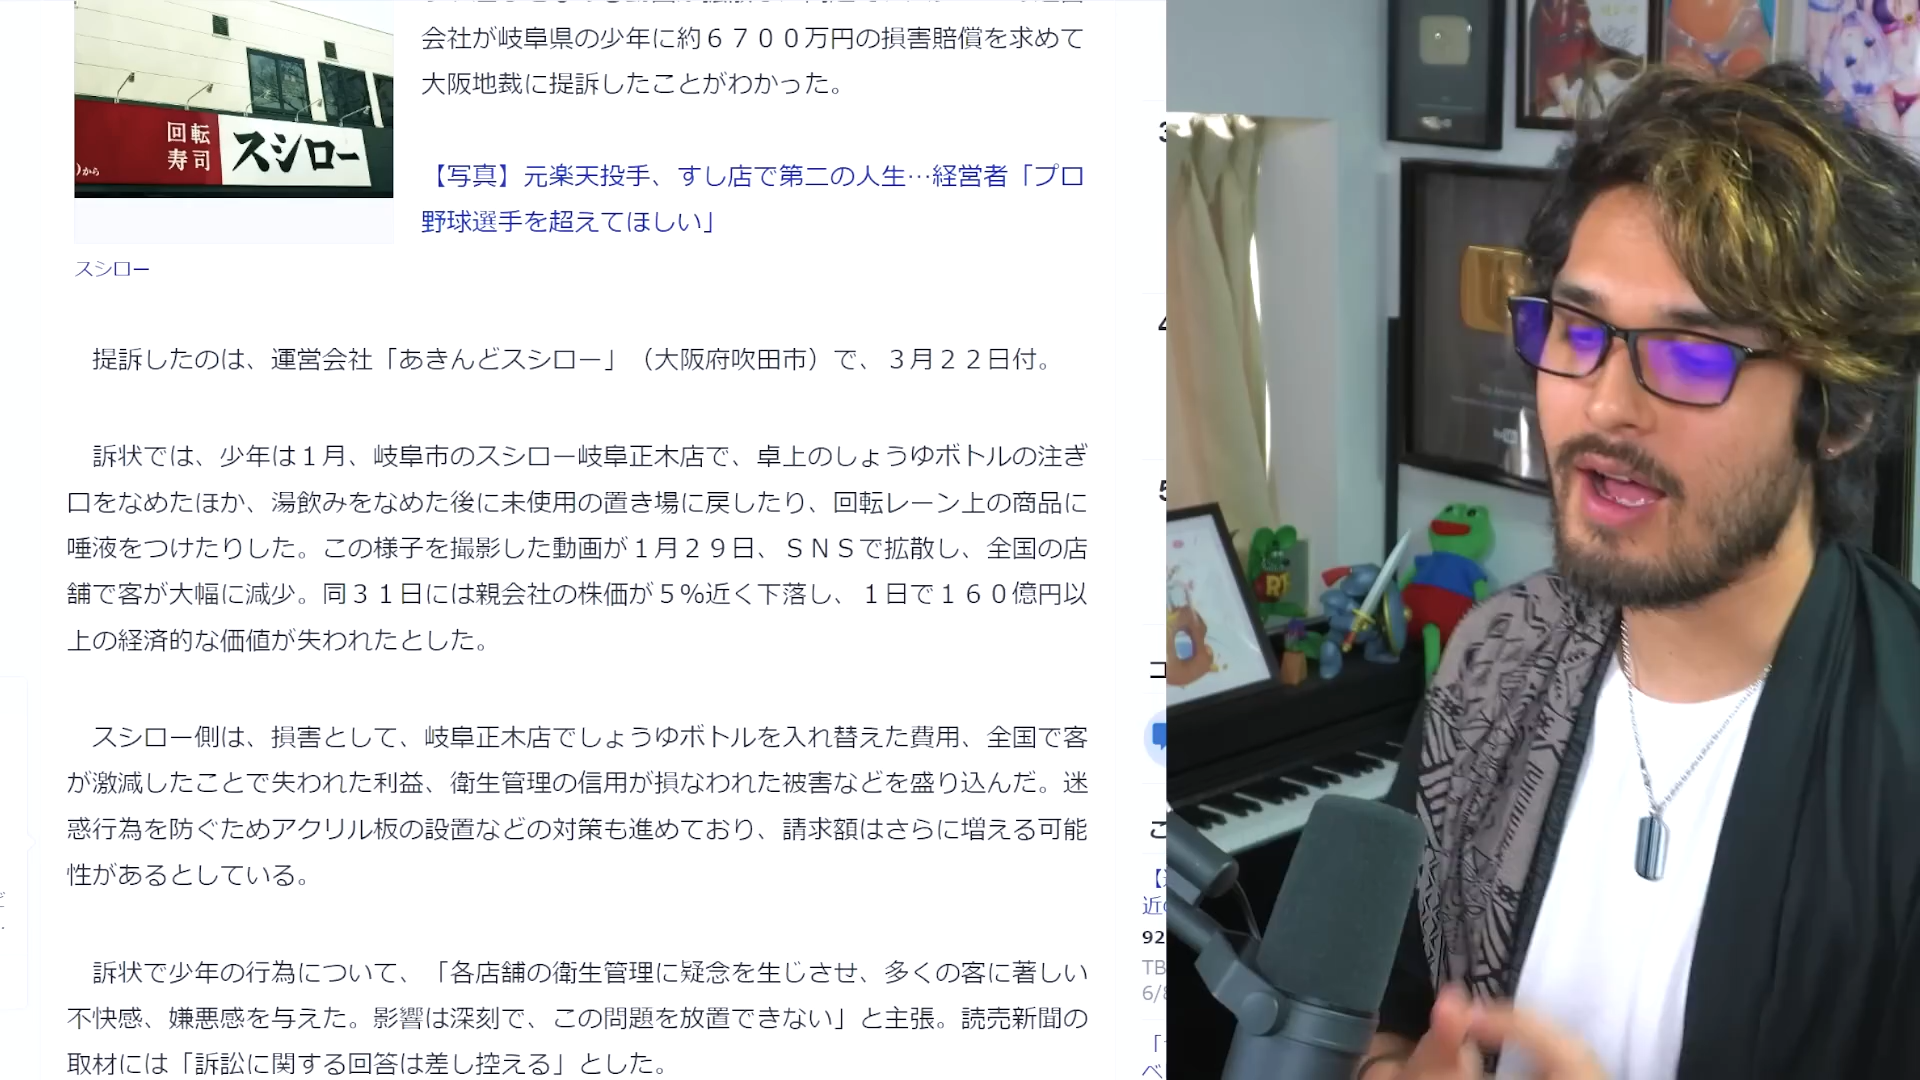 会社が岐阜県の少年に約６７００万円の損害賠償を求めて
大阪地裁に提訴したことがわかった。
回転
寿司
スシロー
から
【写真】元楽天投手、すし店で第二の人生…経営者「プロ
野球選手を超えてほしい」
スシロー
提訴したのは、運営会社「あきんどスシロー」（大阪府吹田市）で、３月２２日付。
訴状では、少年は１月、岐阜市のスシロー岐阜正木店で、卓上のしょうゆボトルの注ぎ
口をなめたほか、湯飲みをなめた後に未使用の置き場に戻したり、回転レーン上の商品に
唾液をつけたりした。この様子を撮影した動画が１月２９日、ＳＮＳで拡散し、全国の店
舗で客が大幅に減少。同３１日には親会社の株価が５％近く下落し、１日で１６０億円以
上の経済的な価値が失われたとした。
スシロー側は、損害として、岐阜正木店でしょうゆボトルを入れ替えた費用、全国で客
が激減したことで失われた利益、衛生管理の信用が損なわれた被害などを盛り込んだ。迷
惑行為を防ぐためアクリル板の設置などの対策も進めており、請求額はさらに増える可能
性があるとしている。
訴状で少年の行為について、「各店舗の衛生管理に疑念を生じさせ、多くの客に著しい
不快感、嫌悪感を与えた。影響は深刻で、この問題を放置できない」と主張。読売新聞の
取材には「訴訟に関する回答は差し控える」とした。
コ
こ
近
92
TB
6/8
ベ